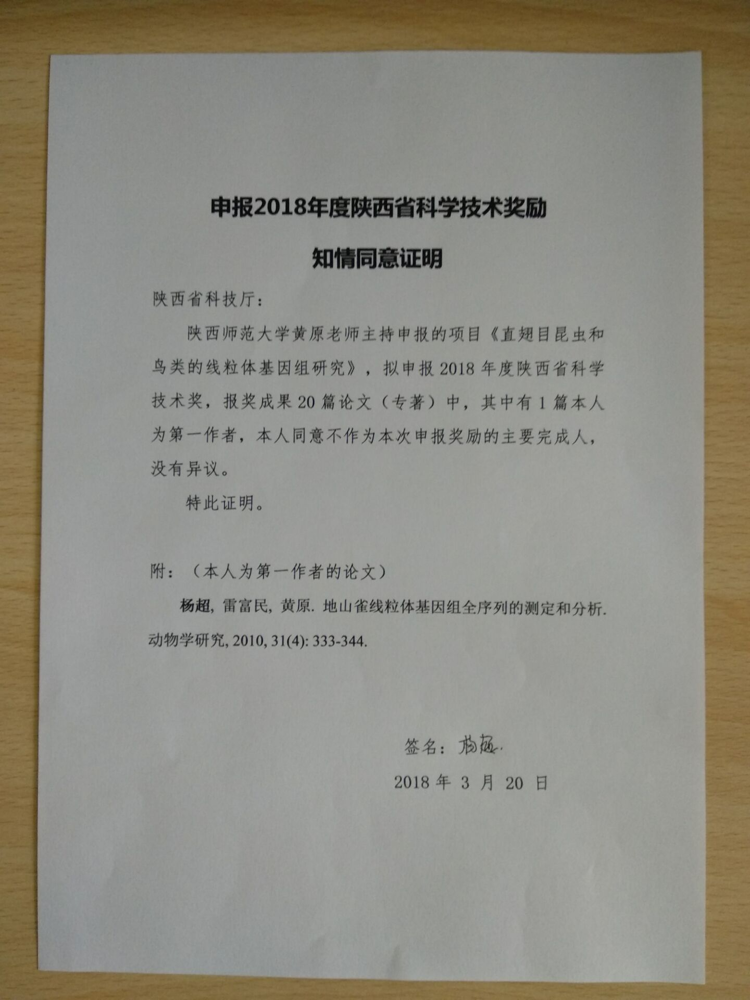 申报2018年度陕西省科学技术奖励
知情同意证明
陕西省科技厅：
陕西师范大学黄原老师主持申报的项目《直翅目昆虫和
鸟类的线粒体基因组研究》，拟申报 2018 年度陕西省科学
技术奖，报奖成果 20 篇论文（专著）中，其中有 1 篇本人
为第一作者，本人同意不作为本次申报奖励的主要完成人，
没有异议。
特此证明。
附：（本人为第一作者的论文）
杨超, 雷富民, 黄原. 地山雀线粒体基因组全序列的测定和分析.
动物学研究, 2010, 31(4): 333-344.
签名：杨超.
2018 年 3 月 20 日